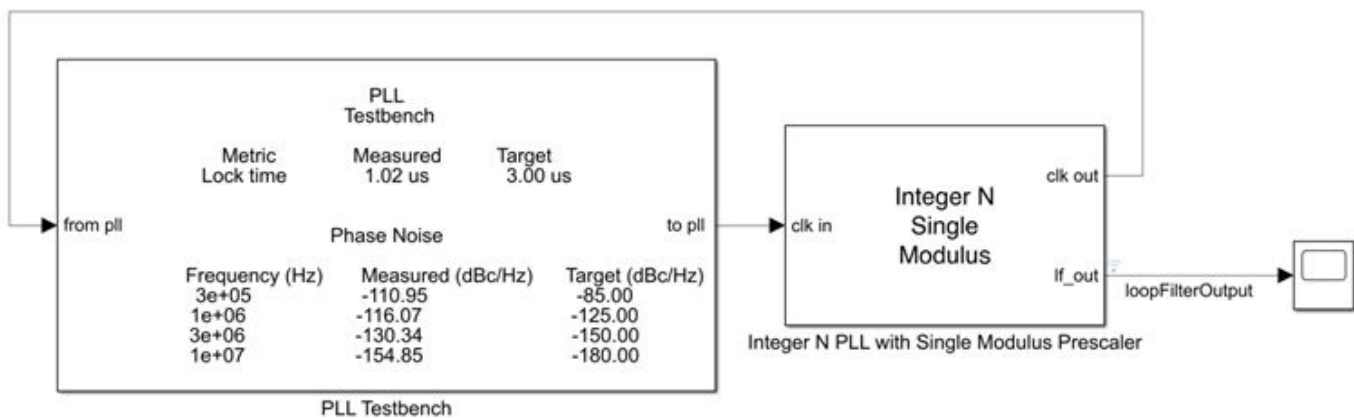 PLL
Testbench
Metric Measured Target
Lock time 1.02 us 3.00 us
from pll
to pll
Phase Noise
Frequency (Hz) Measured (dBc/Hz) Target (dBc/Hz)
3e+05 -110.95 -85.00
1e+06 -116.07 -125.00
3e+06 -130.34 -150.00
1e+07 -154.85 -180.00
PLL Testbench
clk in
Integer N
Single
Modulus
clk out
lf_out
Integer N PLL with Single Modulus Prescaler
loopFilterOutput